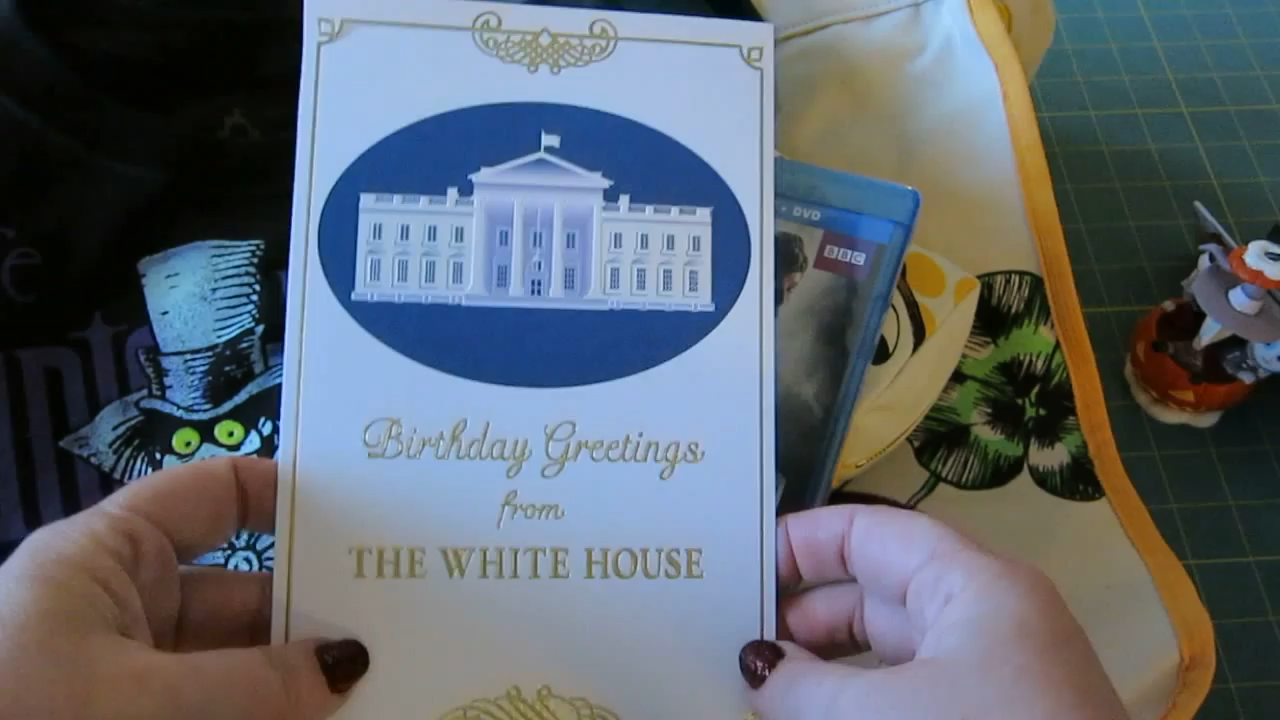 Birthday Greetings
from
THE WHITE HOUSE
+ DVD
BBC